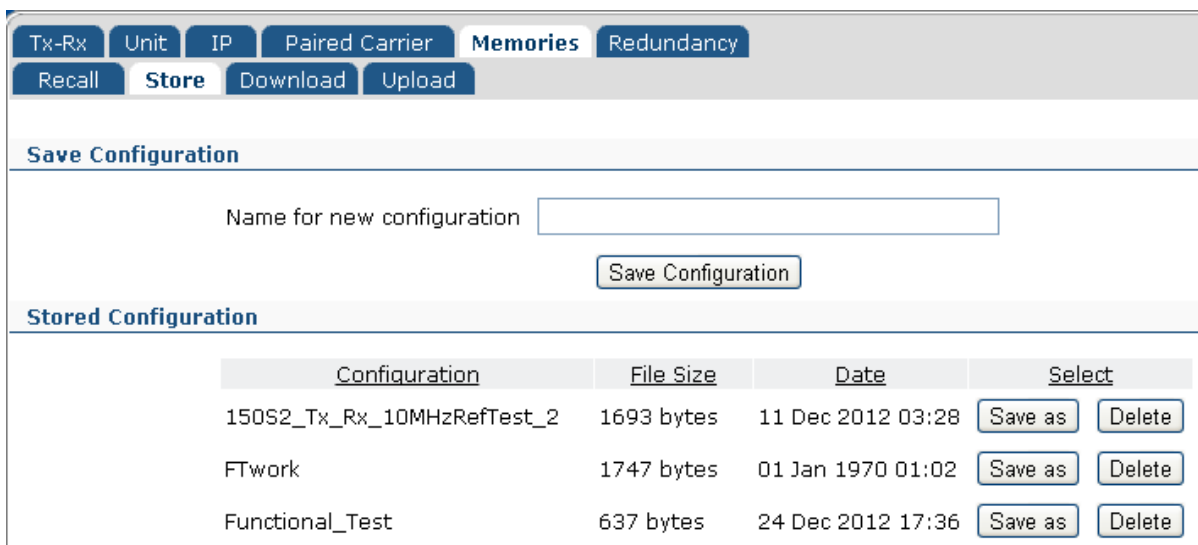 Tx-Rx Unit IP Paired Carrier Memories Redundancy
Recall Store Download Upload
Save Configuration
Name for new configuration
Save Configuration
Stored Configuration
Configuration File Size Date Select
150S2_Tx_Rx_10MHzRefTest_2 1693 bytes 11 Dec 2012 03:28 Save as Delete
FTwork 1747 bytes 01 Jan 1970 01:02 Save as Delete
Functional_Test 637 bytes 24 Dec 2012 17:36 Save as Delete